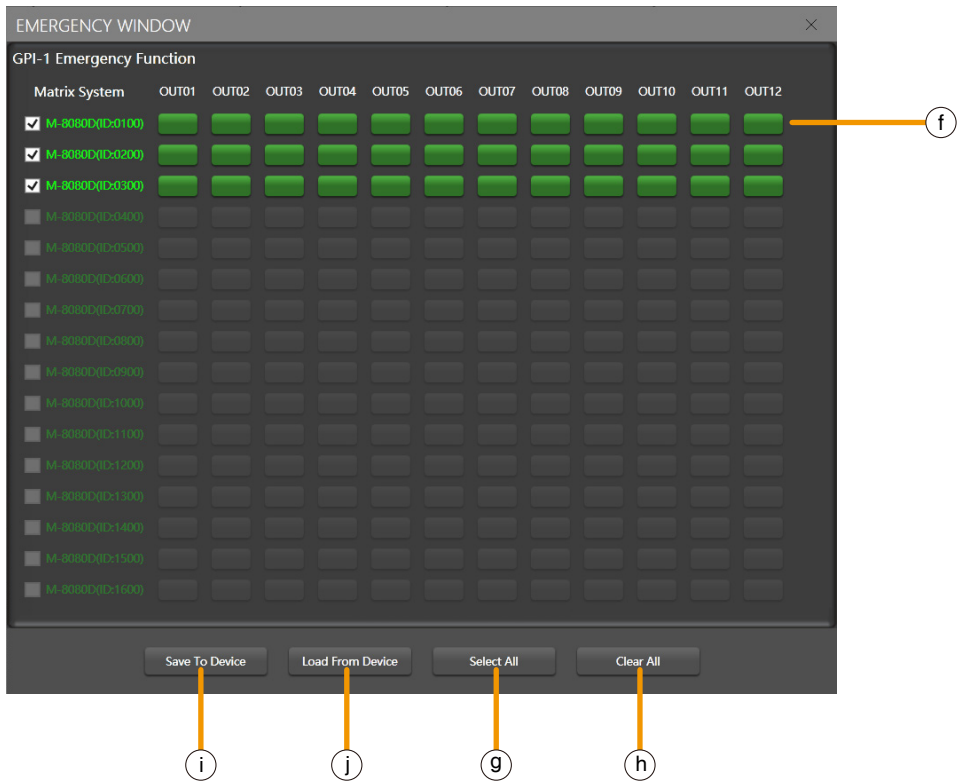 EMERGENCY WINDOW ×
GPI-1 Emergency Function
Matrix System OUT01 OUT02 OUT03 OUT04 OUT05 OUT06 OUT07 OUT08 OUT09 OUT10 OUT11 OUT12
M-8080D(ID:0100) f
M-8080D(ID:0200)
M-8080D(ID:0300)
M-8080D(ID:0400)
M-8080D(ID:0500)
M-8080D(ID:0600)
M-8080D(ID:0700)
M-8080D(ID:0800)
M-8080D(ID:0900)
M-8080D(ID:1000)
M-8080D(ID:1100)
M-8080D(ID:1200)
M-8080D(ID:1300)
M-8080D(ID:1400)
M-8080D(ID:1500)
M-8080D(ID:1600)
Save To Device Load From Device Select All Clear All
i j g h